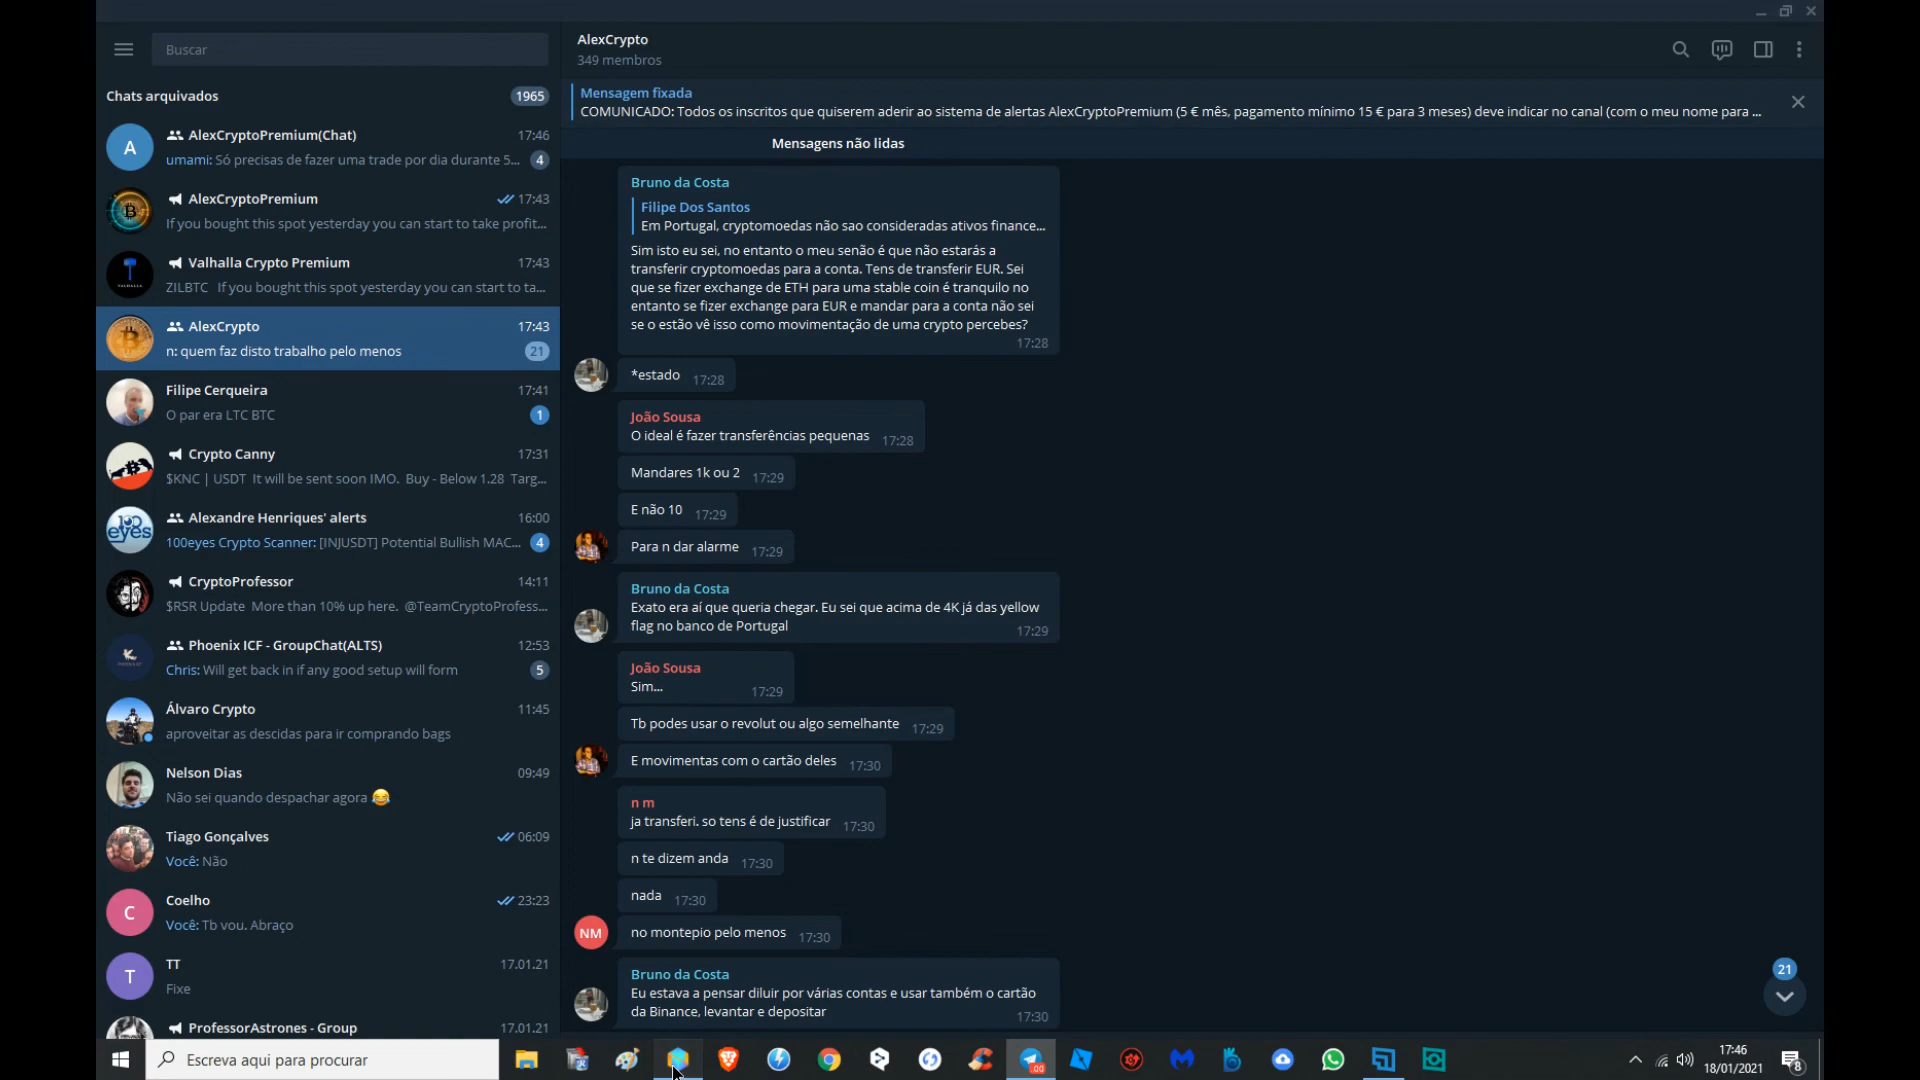 Buscar
Chats arquivados
1965
AlexCryptoPremium(Chat)
17:46
umami: Só precisas de fazer uma trade por dia durante 5...
4
AlexCryptoPremium
17:43
If you bought this spot yesterday you can start to take profit...
Valhalla Crypto Premium
17:43
ZILBTC If you bought this spot yesterday you can start to ta...
AlexCrypto
17:43
n: quem faz disto trabalho pelo menos
21
Filipe Cerqueira
17:41
O par era LTC BTC
1
Crypto Canny
17:31
$KNC | USDT It will be sent soon IMO. Buy - Below 1.28 Targ...
Alexandre Henriques' alerts
16:00
100eyes Crypto Scanner: [INJUSDT] Potential Bullish MAC...
4
CryptoProfessor
14:11
$RSR Update More than 10% up here. @TeamCryptoProfess...
Phoenix ICF - GroupChat(ALTS)
12:53
Chris: Will get back in if any good setup will form
5
Álvaro Crypto
11:45
aproveitar as descidas para ir comprando bags
Nelson Dias
09:49
Não sei quando despachar agora 😂
Tiago Gonçalves
06:09
Você: Não
C
Coelho
23:23
Você: Tb vou. Abraço
T
TT
17.01.21
Fixe
ProfessorAstrones - Group
17.01.21
AlexCrypto
349 membros
Mensagem fixada
COMUNICADO: Todos os inscritos que quiserem aderir ao sistema de alertas AlexCryptoPremium (5 € mês, pagamento mínimo 15 € para 3 meses) deve indicar no canal (com o meu nome para ...
Mensagens não lidas
Bruno da Costa
Filipe Dos Santos
Em Portugal, cryptomoedas não sao consideradas ativos finance...
Sim isto eu sei, no entanto o meu senão é que não estarás a
transferir cryptomoedas para a conta. Tens de transferir EUR. Sei
que se fizer exchange de ETH para uma stable coin é tranquilo no
entanto se fizer exchange para EUR e mandar para a conta não sei
se o estão vê isso como movimentação de uma crypto percebes?
17:28
*estado 17:28
João Sousa
O ideal é fazer transferências pequenas 17:28
Mandares 1k ou 2 17:29
E não 10 17:29
Para n dar alarme 17:29
Bruno da Costa
Exato era aí que queria chegar. Eu sei que acima de 4K já das yellow
flag no banco de Portugal 17:29
João Sousa
Sim... 17:29
Tb podes usar o revolut ou algo semelhante 17:29
E movimentas com o cartão deles 17:30
n m
ja transferi. so tens é de justificar 17:30
n te dizem anda 17:30
nada 17:30
NM
no montepio pelo menos 17:30
Bruno da Costa
Eu estava a pensar diluir por várias contas e usar também o cartão
da Binance, levantar e depositar 17:30
21
Escreva aqui para procurar
17:46
18/01/2021
8